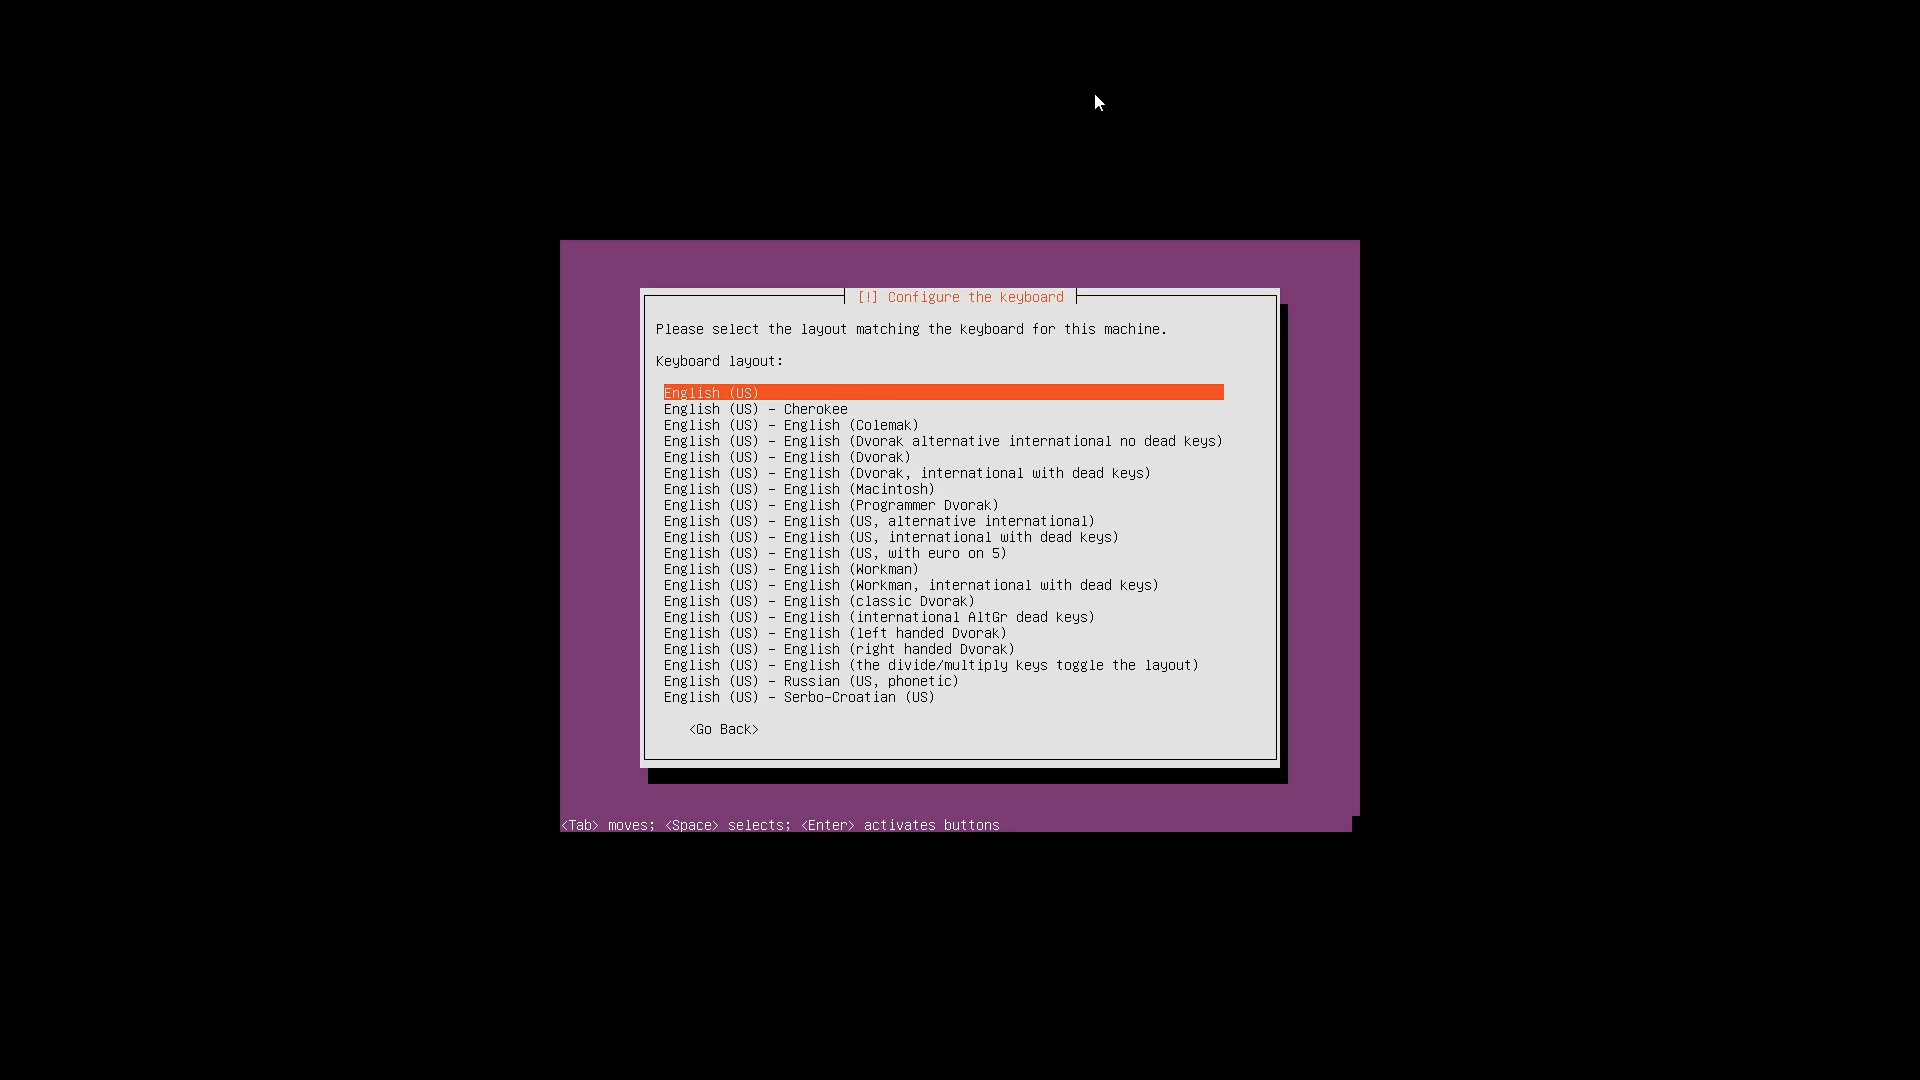 [!] Configure the keyboard
Please select the layout matching the keyboard for this machine.
Keyboard layout:
English (US)
English (US) - Cherokee
English (US) - English (Colemak)
English (US) - English (Dvorak alternative international no dead keys)
English (US) - English (Dvorak)
English (US) - English (Dvorak, international with dead keys)
English (US) - English (Macintosh)
English (US) - English (Programmer Dvorak)
English (US) - English (US, alternative international)
English (US) - English (US, international with dead keys)
English (US) - English (US, with euro on 5)
English (US) - English (Workman)
English (US) - English (Workman, international with dead keys)
English (US) - English (classic Dvorak)
English (US) - English (international AltGr dead keys)
English (US) - English (left handed Dvorak)
English (US) - English (right handed Dvorak)
English (US) - English (the divide/multiply keys toggle the layout)
English (US) - Russian (US, phonetic)
English (US) - Serbo-Croatian (US)
<Go Back>
<Tab> moves; <Space> selects; <Enter> activates buttons